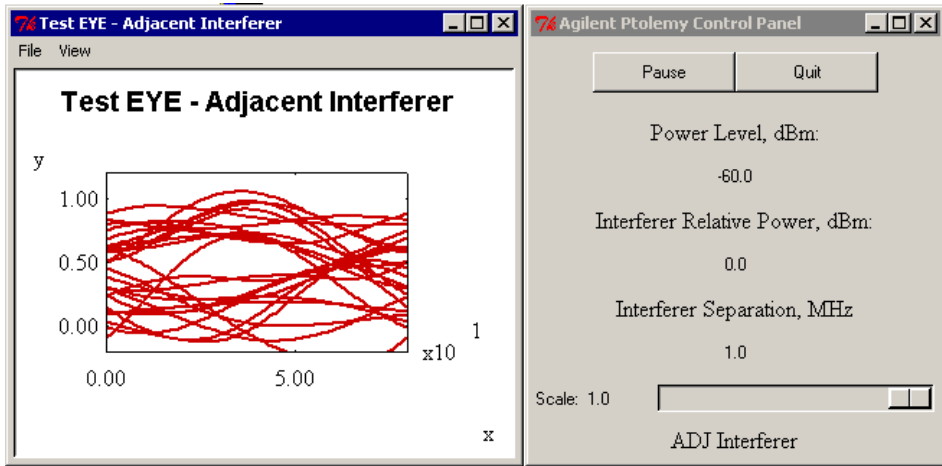 Test EYE - Adjacent Interferer
File View
Test EYE - Adjacent Interferer
y
1.00
0.50
0.00
0.00 5.00
x10 1
x
Agilent Ptolemy Control Panel
Pause Quit
Power Level, dBm:
-60.0
Interferer Relative Power, dBm:
0.0
Interferer Separation, MHz
1.0
Scale: 1.0
ADJ Interferer